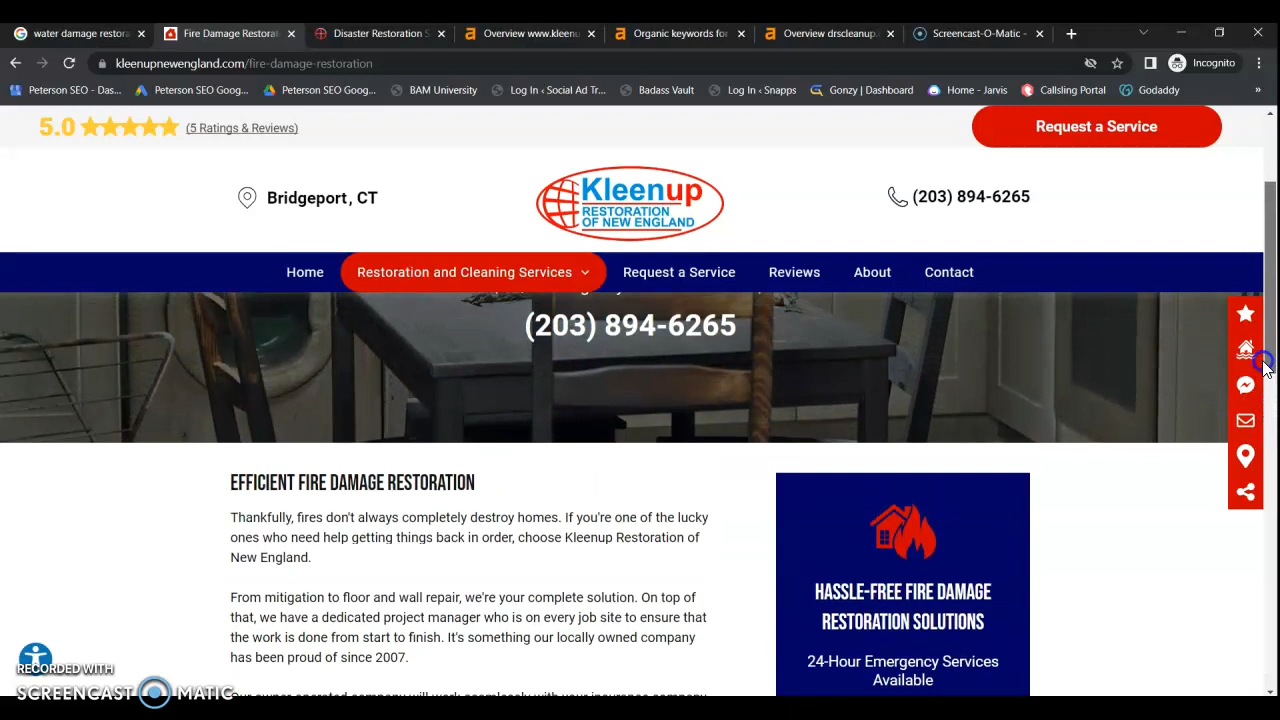 water damage restora
Fire Damage Restorat
Disaster Restoration S
Overview www.kleenu
Organic keywords for
Overview drscleanup.
Screencast-O-Matic -
kleenupnewengland.com/fire-damage-restoration
Incognito
Peterson SEO - Das...
Peterson SEO Goog...
Peterson SEO Goog...
BAM University
Log In ‹ Social Ad Tr...
Badass Vault
Log In ‹ Snapps
Gonzy | Dashboard
Home - Jarvis
Callsling Portal
Godaddy
»
5.0
(5 Ratings & Reviews)
Request a Service
Bridgeport, CT
Kleenup
RESTORATION
OF NEW ENGLAND
(203) 894-6265
Home
Restoration and Cleaning Services
Request a Service
Reviews
About
Contact
(203) 894-6265
EFFICIENT FIRE DAMAGE RESTORATION
Thankfully, fires don't always completely destroy homes. If you're one of the lucky
ones who need help getting things back in order, choose Kleenup Restoration of
New England.
From mitigation to floor and wall repair, we're your complete solution. On top of
that, we have a dedicated project manager who is on every job site to ensure that
the work is done from start to finish. It's something our locally owned company
has been proud of since 2007.
HASSLE-FREE FIRE DAMAGE
RESTORATION SOLUTIONS
24-Hour Emergency Services
Available
RECORDED WITH
SCREENCAST MATIC